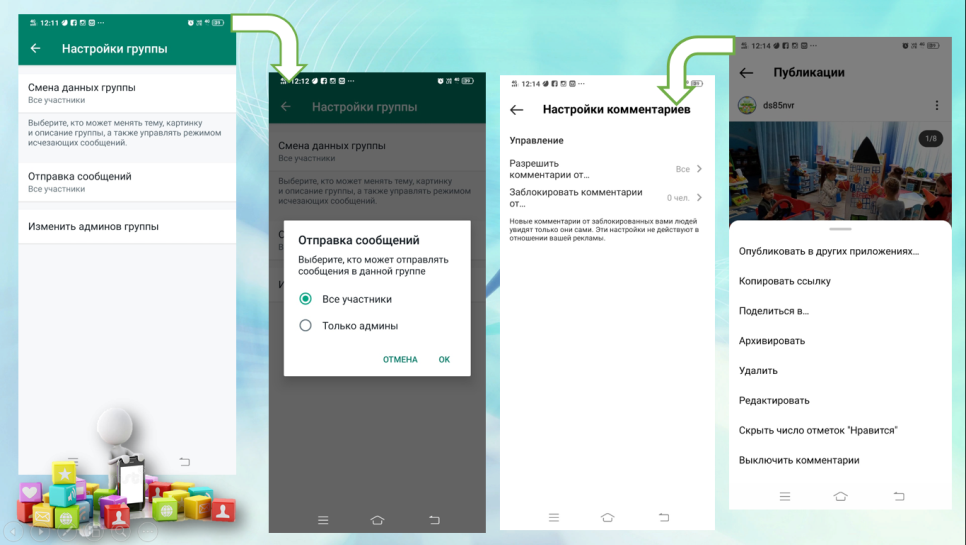 12:11
Настройки группы
Смена данных группы
Все участники
Выберите, кто может менять тему, картинку
и описание группы, а также управлять режимом
исчезающих сообщений.
Отправка сообщений
Все участники
Изменить админов группы
12:12
Настройки группы
Смена данных группы
Все участники
Выберите, кто может менять тему, картинку
и описание группы, а также управлять режимом
исчезающих сообщений.
Отправка сообщений
Выберите, кто может отправлять
сообщения в данной группе
Все участники
Только админы
ОТМЕНА ОК
12:14
Настройки комментариев
Управление
Разрешить
комментарии от...
Все
Заблокировать комментарии
от...
0 чел.
Новые комментарии от заблокированных вами людей
увидят только они сами. Эти настройки не действуют в
отношении вашей рекламы.
12:14
Публикации
ds85nvr
1/8
Опубликовать в других приложениях...
Копировать ссылку
Поделиться в...
Архивировать
Удалить
Редактировать
Скрыть число отметок "Нравится"
Выключить комментарии